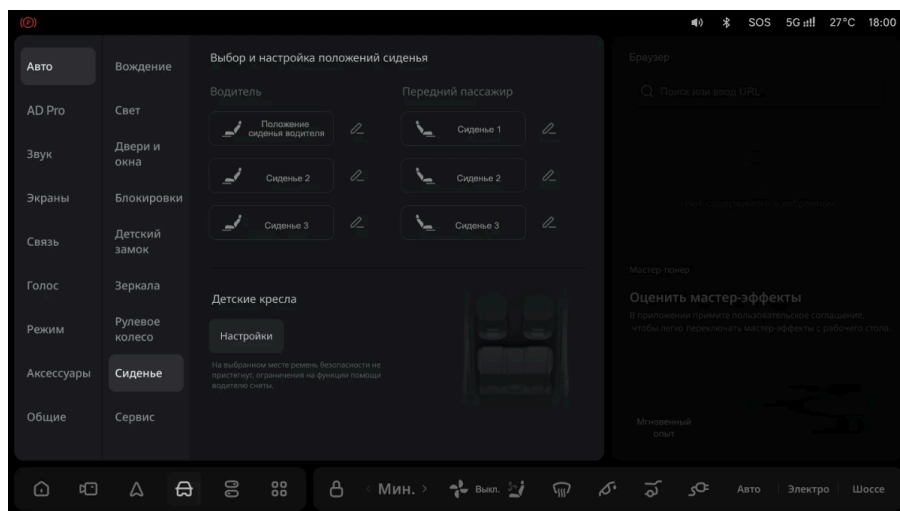 SOS 5G 27°C 18:00
Авто
AD Pro
Звук
Экраны
Связь
Голос
Режим
Аксессуары
Общие
Вождение
Свет
Двери и
окна
Блокировки
Детский
замок
Зеркала
Рулевое
колесо
Сиденье
Сервис
Выбор и настройка положений сиденья
Водитель
Передний пассажир
Положение
сиденья водителя
Сиденье 1
Сиденье 2
Сиденье 2
Сиденье 3
Сиденье 3
Детские кресла
Настройки
На выбранном месте ремень безопасности не
пристегнут, ограничения на функции помощи
водителю сняты.
Браузер
Поиск или ввод URL
Мастер-тюнер
Оценить мастер-эффекты
В приложении примите пользовательское соглашение,
чтобы легко переключать мастер-эффекты с рабочего стола.
Мгновенный
опыт
< Мин. > Выкл. Авто Электро Шоссе